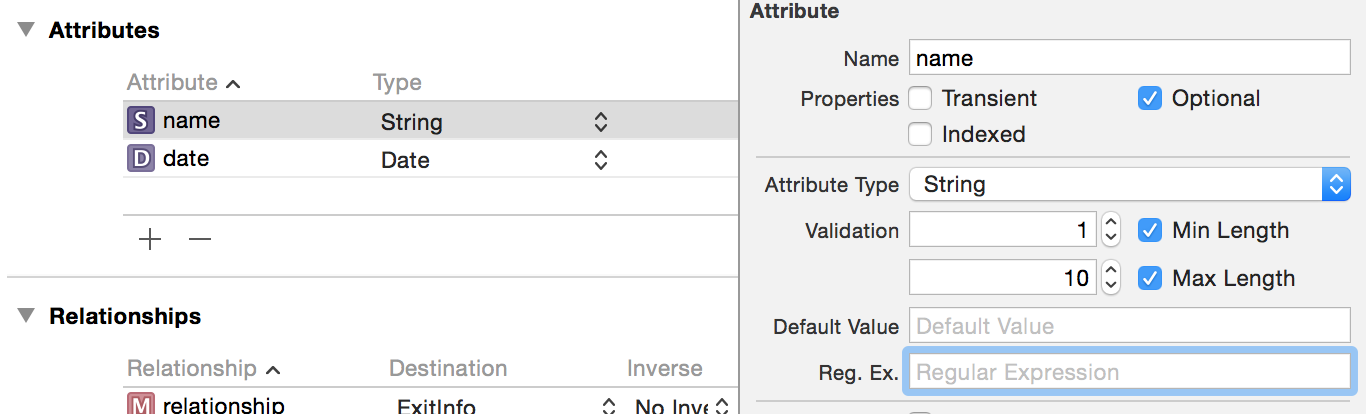 Attributes
Attribute Type
S name String
D date Date
Relationships
Relationship Destination Inverse
M relationship ExitInfo No Inve
Attribute
Name name
Properties Transient Optional
Indexed
Attribute Type String
Validation 1 Min Length
10 Max Length
Default Value Default Value
Reg. Ex. Regular Expression